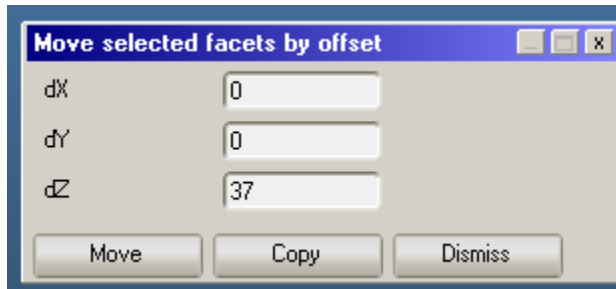 Move selected facets by offset
dX 0
dY 0
dZ 37
Move Copy Dismiss